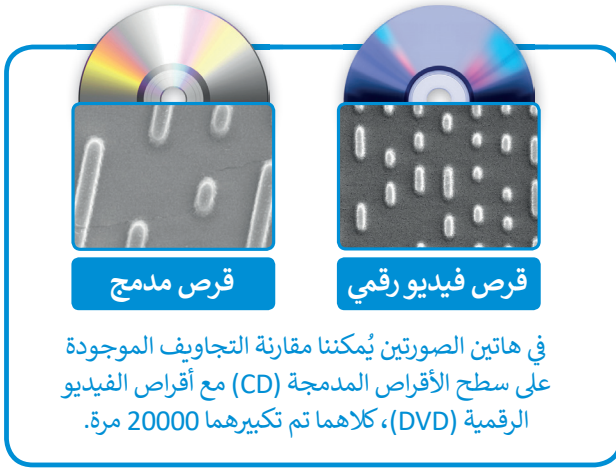 قرص فيديو رقمي
قرص مدمج
في هاتين الصورتين يُمكننا مقارنة التجاويف الموجودة
على سطح الأقراص المدمجة (CD) مع أقراص الفيديو
الرقمية (DVD)، كلاهما تم تكبيرهما 20000 مرة.